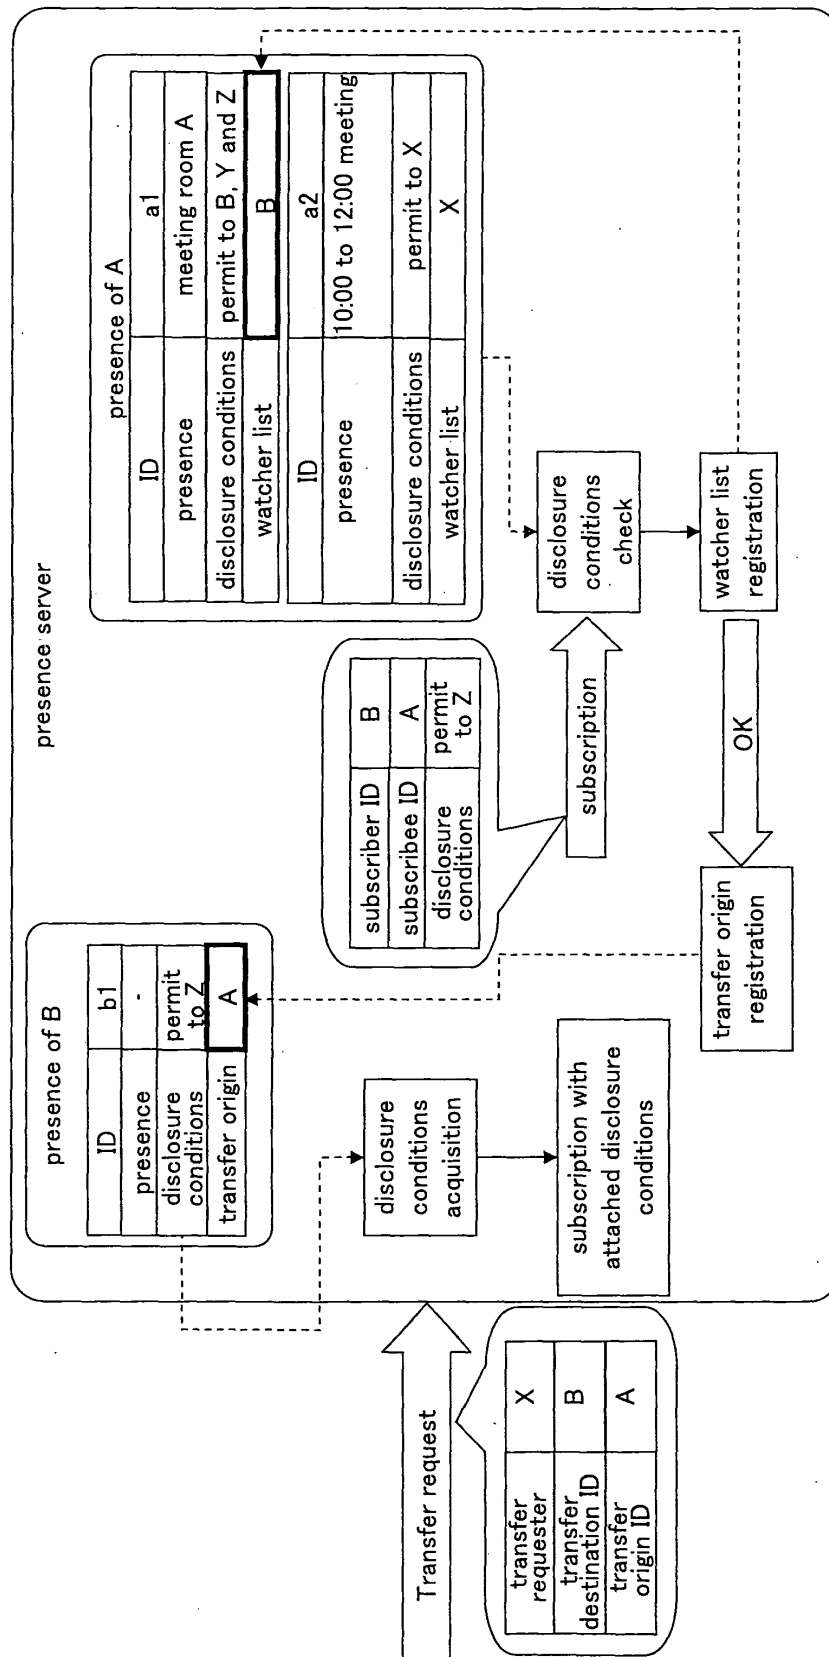 presence server
presence of B
ID b1
presence -
disclosure conditions
permit to Z
transfer origin A
presence of A
ID a1
presence meeting room A
disclosure conditions permit to B, Y and Z
watcher list B
ID a2
presence 10:00 to 12:00 meeting
disclosure conditions permit to X
watcher list X
Transfer request
transfer requester
X
transfer destination ID
B
transfer origin ID
A
disclosure
conditions
acquisition
subscription with
attached disclosure
conditions
subscriber ID B
subscribee ID A
disclosure conditions
permit to Z
subscription
disclosure
conditions
check
watcher list
registration
OK
transfer origin
registration